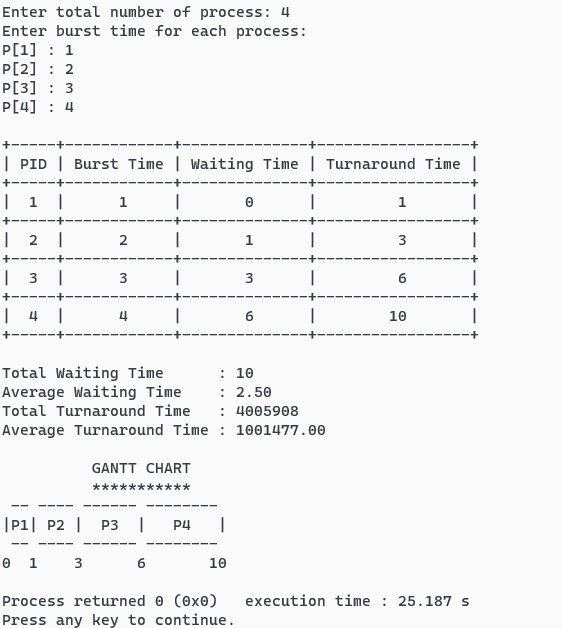 Enter total number of process: 4
Enter burst time for each process:
P[1] : 1
P[2] : 2
P[3] : 3
P[4] : 4

+-----+------------+--------------+-----------------+
| PID | Burst Time | Waiting Time | Turnaround Time |
+-----+------------+--------------+-----------------+
|  1  |      1     |       0      |         1       |
+-----+------------+--------------+-----------------+
|  2  |      2     |       1      |         3       |
+-----+------------+--------------+-----------------+
|  3  |      3     |       3      |         6       |
+-----+------------+--------------+-----------------+
|  4  |      4     |       6      |        10       |
+-----+------------+--------------+-----------------+

Total Waiting Time      : 10
Average Waiting Time    : 2.50
Total Turnaround Time   : 4005908
Average Turnaround Time : 1001477.00

          GANTT CHART
          ***********
 -- ---- ------ --------
|P1| P2 |  P3  |   P4   |
 -- ---- ------ --------
0  1    3      6       10

Process returned 0 (0x0)   execution time : 25.187 s
Press any key to continue.